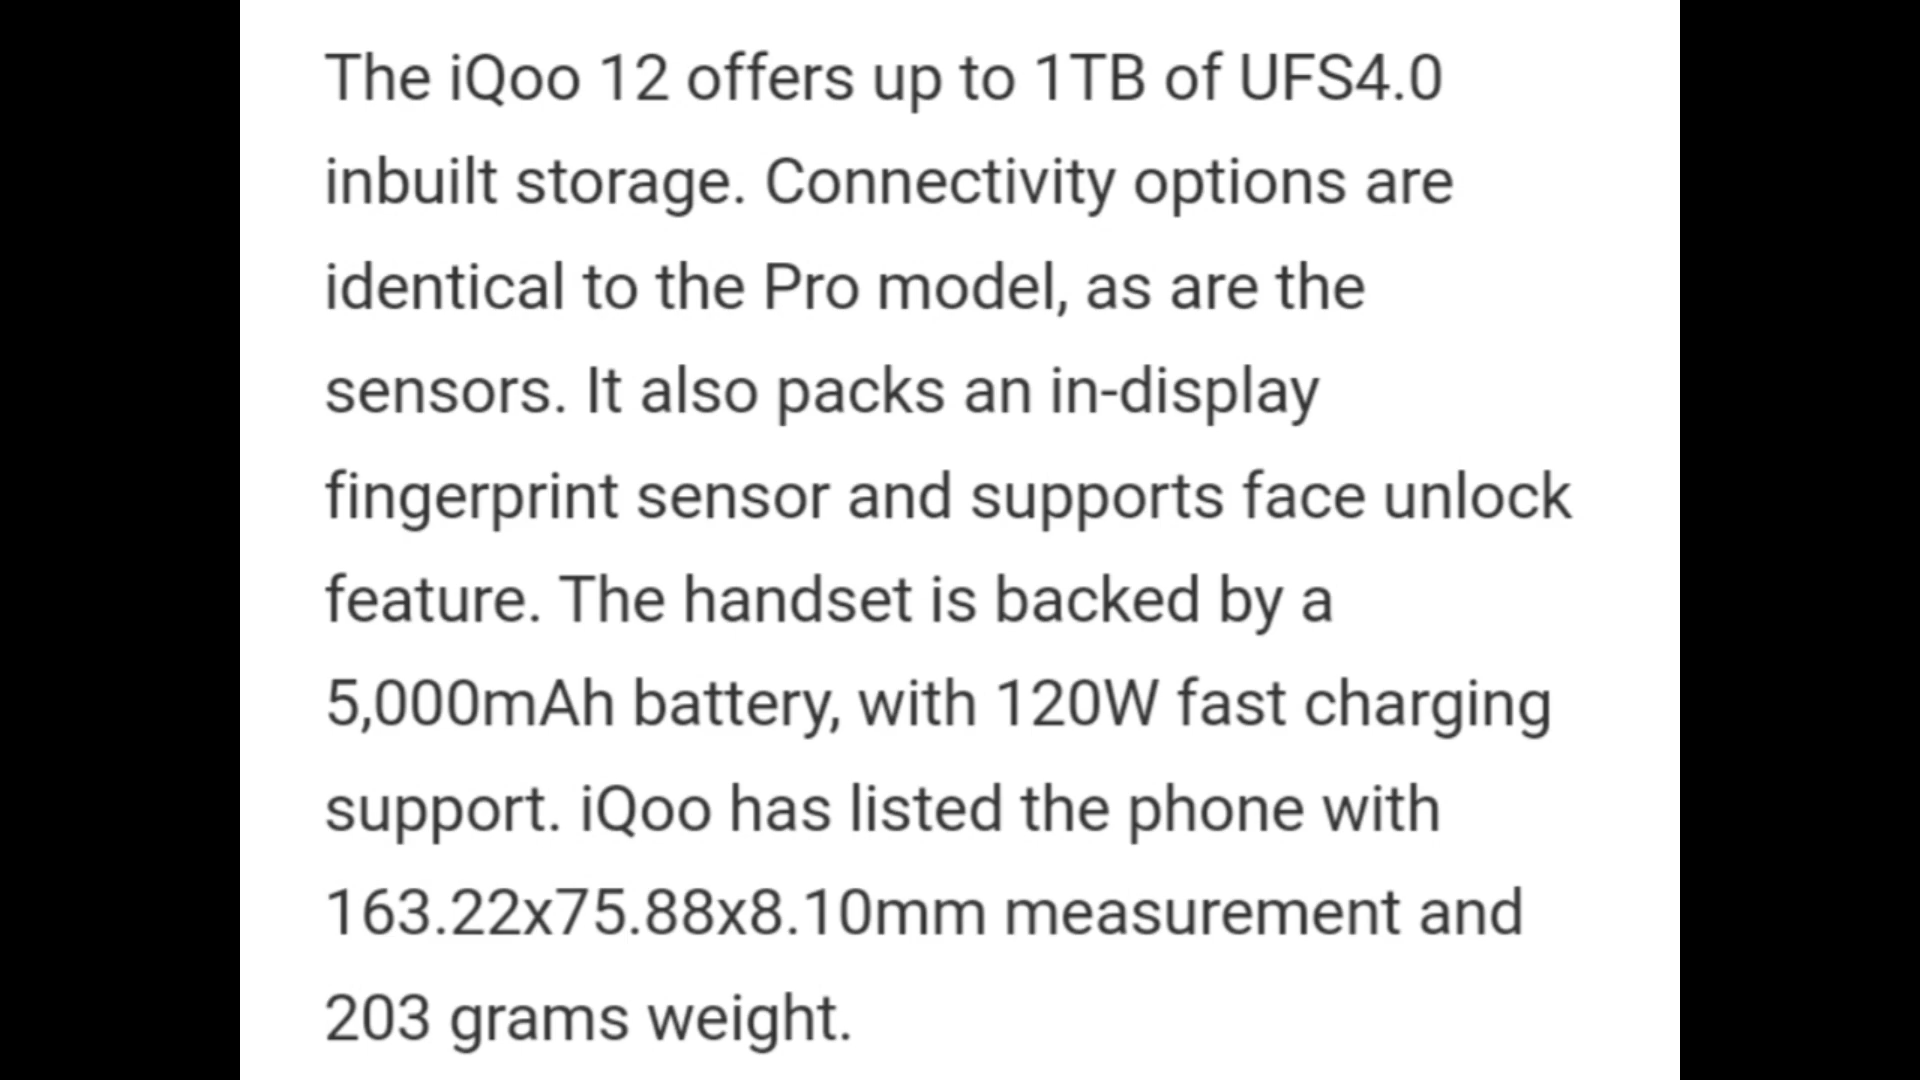 The iQoo 12 offers up to 1TB of UFS4.0
inbuilt storage. Connectivity options are
identical to the Pro model, as are the
sensors. It also packs an in-display
fingerprint sensor and supports face unlock
feature. The handset is backed by a
5,000mAh battery, with 120W fast charging
support. iQoo has listed the phone with
163.22x75.88x8.10mm measurement and
203 grams weight.